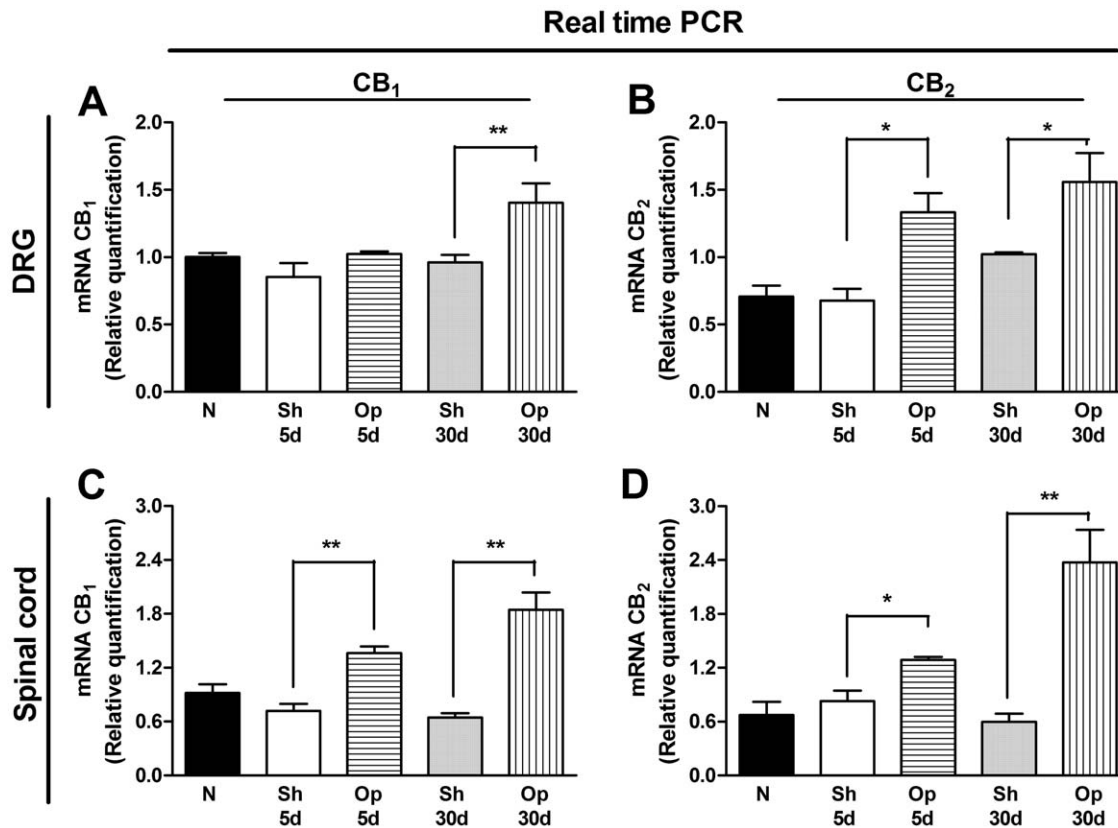 Real time PCR
CB₁
CB₂
DRG
Spinal cord
A
mRNA CB₁
(Relative quantification)
2.0
1.5
1.0
0.5
0.0
**
N Sh Op Sh Op
5d 5d 30d 30d
B
mRNA CB₂
(Relative quantification)
2.0
1.5
1.0
0.5
0.0
* *
N Sh Op Sh Op
5d 5d 30d 30d
C
mRNA CB₁
(Relative quantification)
3.0
2.4
1.8
1.2
0.6
0.0
** **
N Sh Op Sh Op
5d 5d 30d 30d
D
mRNA CB₂
(Relative quantification)
3.0
2.4
1.8
1.2
0.6
0.0
**
*
N Sh Op Sh Op
5d 5d 30d 30d